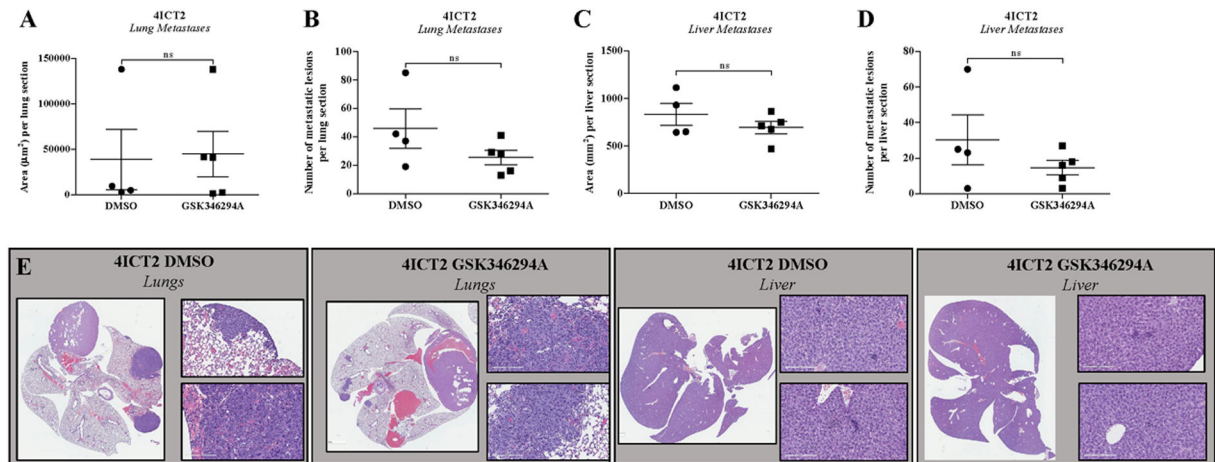 A
4ICT2
Lung Metastases
ns
Area (µm²) per lung section
150000
100000
50000
0
DMSO
GSK346294A
B
4ICT2
Lung Metastases
ns
Number of metastatic lesions
per lung section
100
80
60
40
20
0
DMSO
GSK346294A
C
4ICT2
Liver Metastases
ns
Area (mm²) per liver section
1500
1000
500
0
DMSO
GSK346294A
D
4ICT2
Liver Metastases
ns
Number of metastatic lesions
per liver section
80
60
40
20
0
DMSO
GSK346294A
E
4ICT2 DMSO
Lungs
4ICT2 GSK346294A
Lungs
4ICT2 DMSO
Liver
4ICT2 GSK346294A
Liver